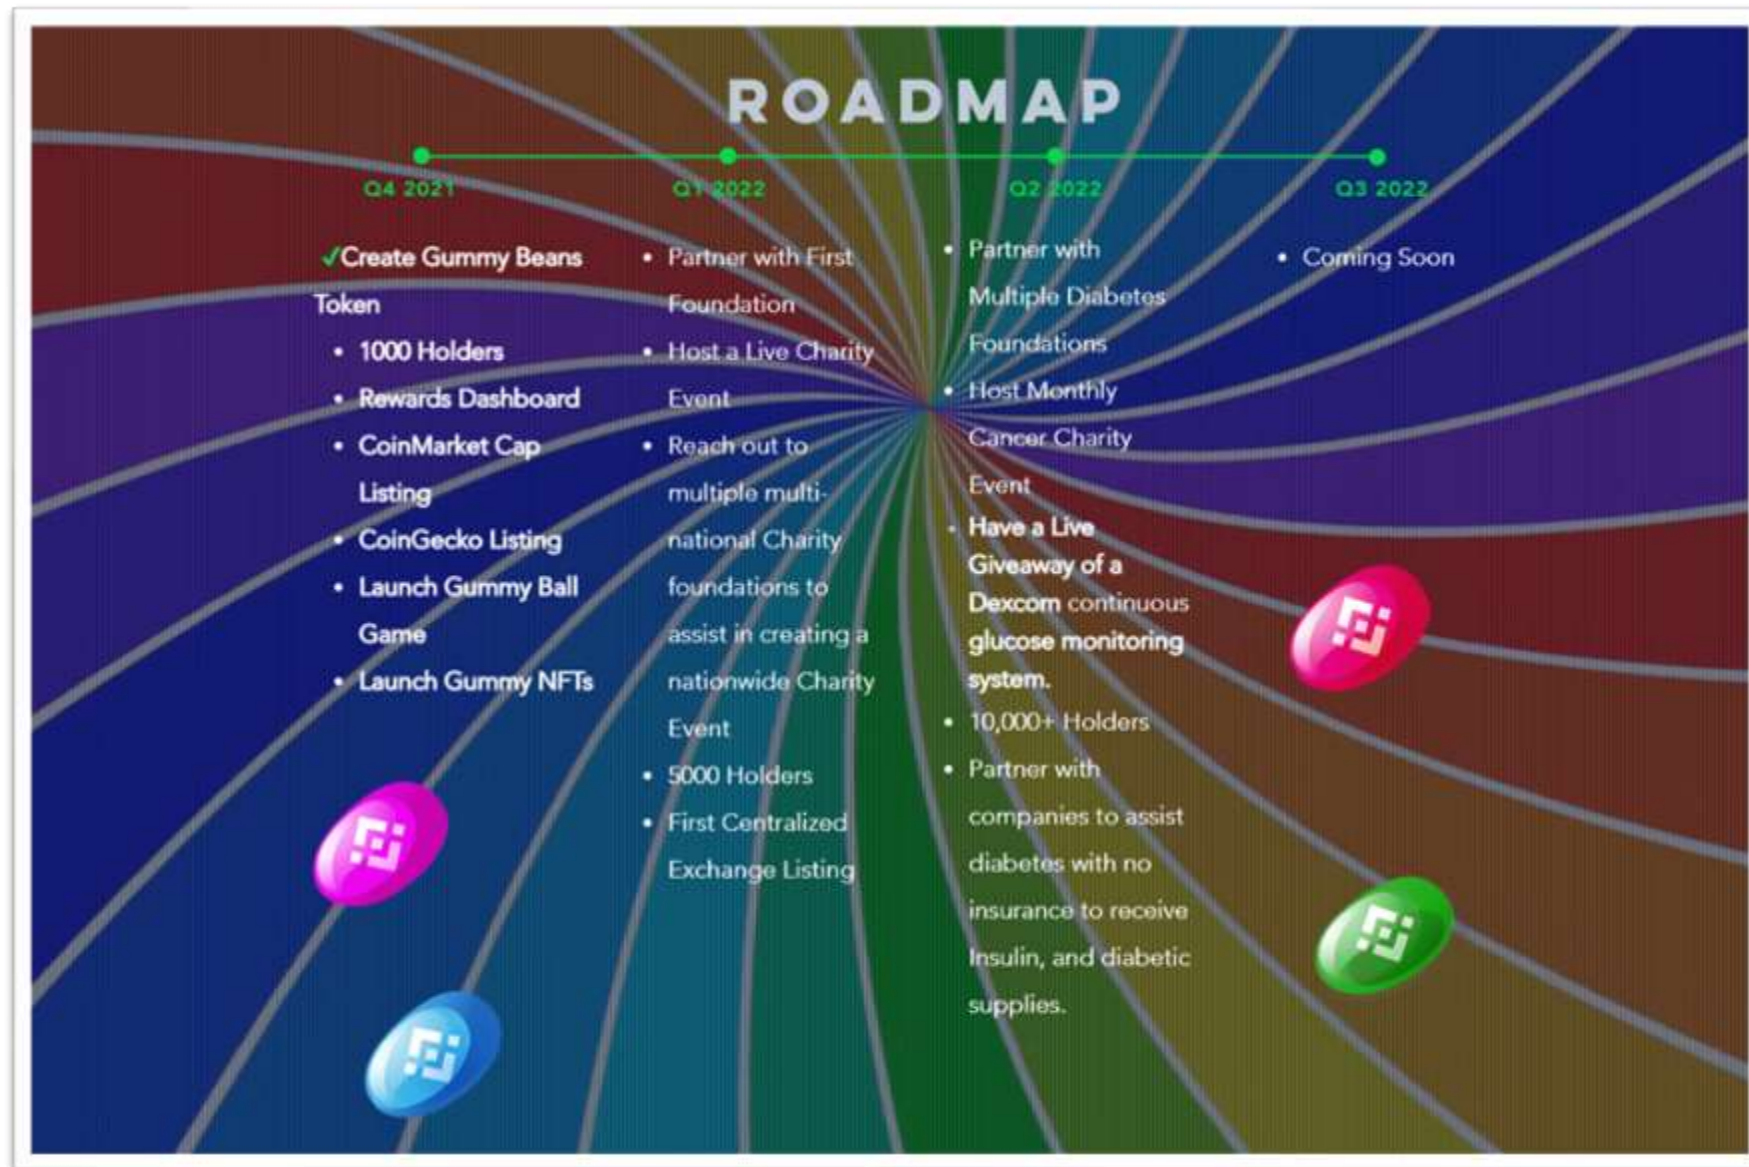 ROADMAP
Q4 2021
Q1 2022
Q2 2022
Q3 2022
✓Create Gummy Beans
Token
• 1000 Holders
• Rewards Dashboard
• CoinMarket Cap
Listing
• CoinGecko Listing
• Launch Gummy Ball
Game
• Launch Gummy NFTs
• Partner with First
Foundation
• Host a Live Charity
Event
• Reach out to
multiple multi-
national Charity
foundations to
assist in creating a
nationwide Charity
Event
• 5000 Holders
• First Centralized
Exchange Listing
• Partner with
Multiple Diabetes
Foundations
• Host Monthly
Cancer Charity
Event
• Have a Live
Giveaway of a
Dexcom continuous
glucose monitoring
system.
• 10,000+ Holders
• Partner with
companies to assist
diabetes with no
insurance to receive
Insulin, and diabetic
supplies.
• Coming Soon